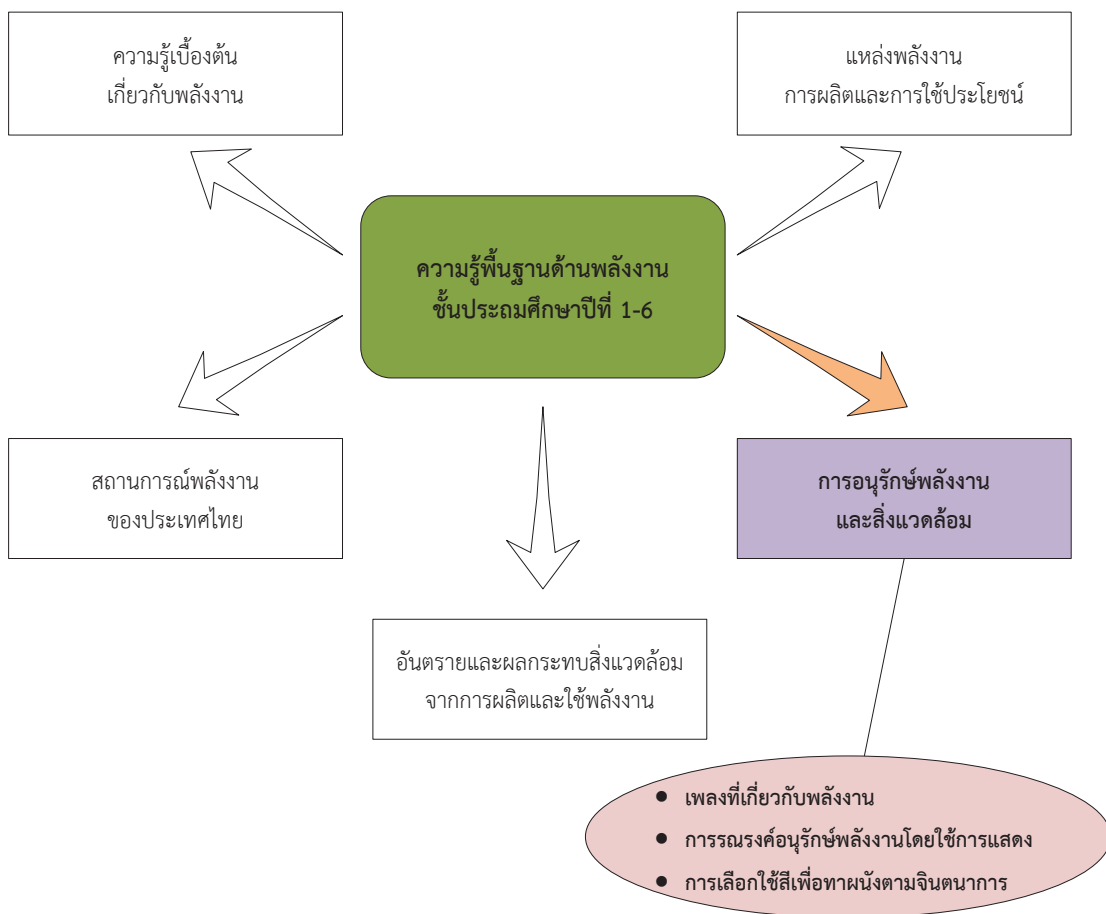 ความรู้เบื้องต้น
เกี่ยวกับพลังงาน
แหล่งพลังงาน
การผลิตและการใช้ประโยชน์
ความรู้พื้นฐานด้านพลังงาน
ชั้นประถมศึกษาปีที่ 1-6
สถานการณ์พลังงาน
ของประเทศไทย
การอนุรักษ์พลังงาน
และสิ่งแวดล้อม
อันตรายและผลกระทบสิ่งแวดล้อม
จากการผลิตและใช้พลังงาน
● เพลงที่เกี่ยวกับพลังงาน
● การรณรงค์อนุรักษ์พลังงานโดยใช้การแสดง
● การเลือกใช้สีเพื่อทาผนังตามจินตนาการ